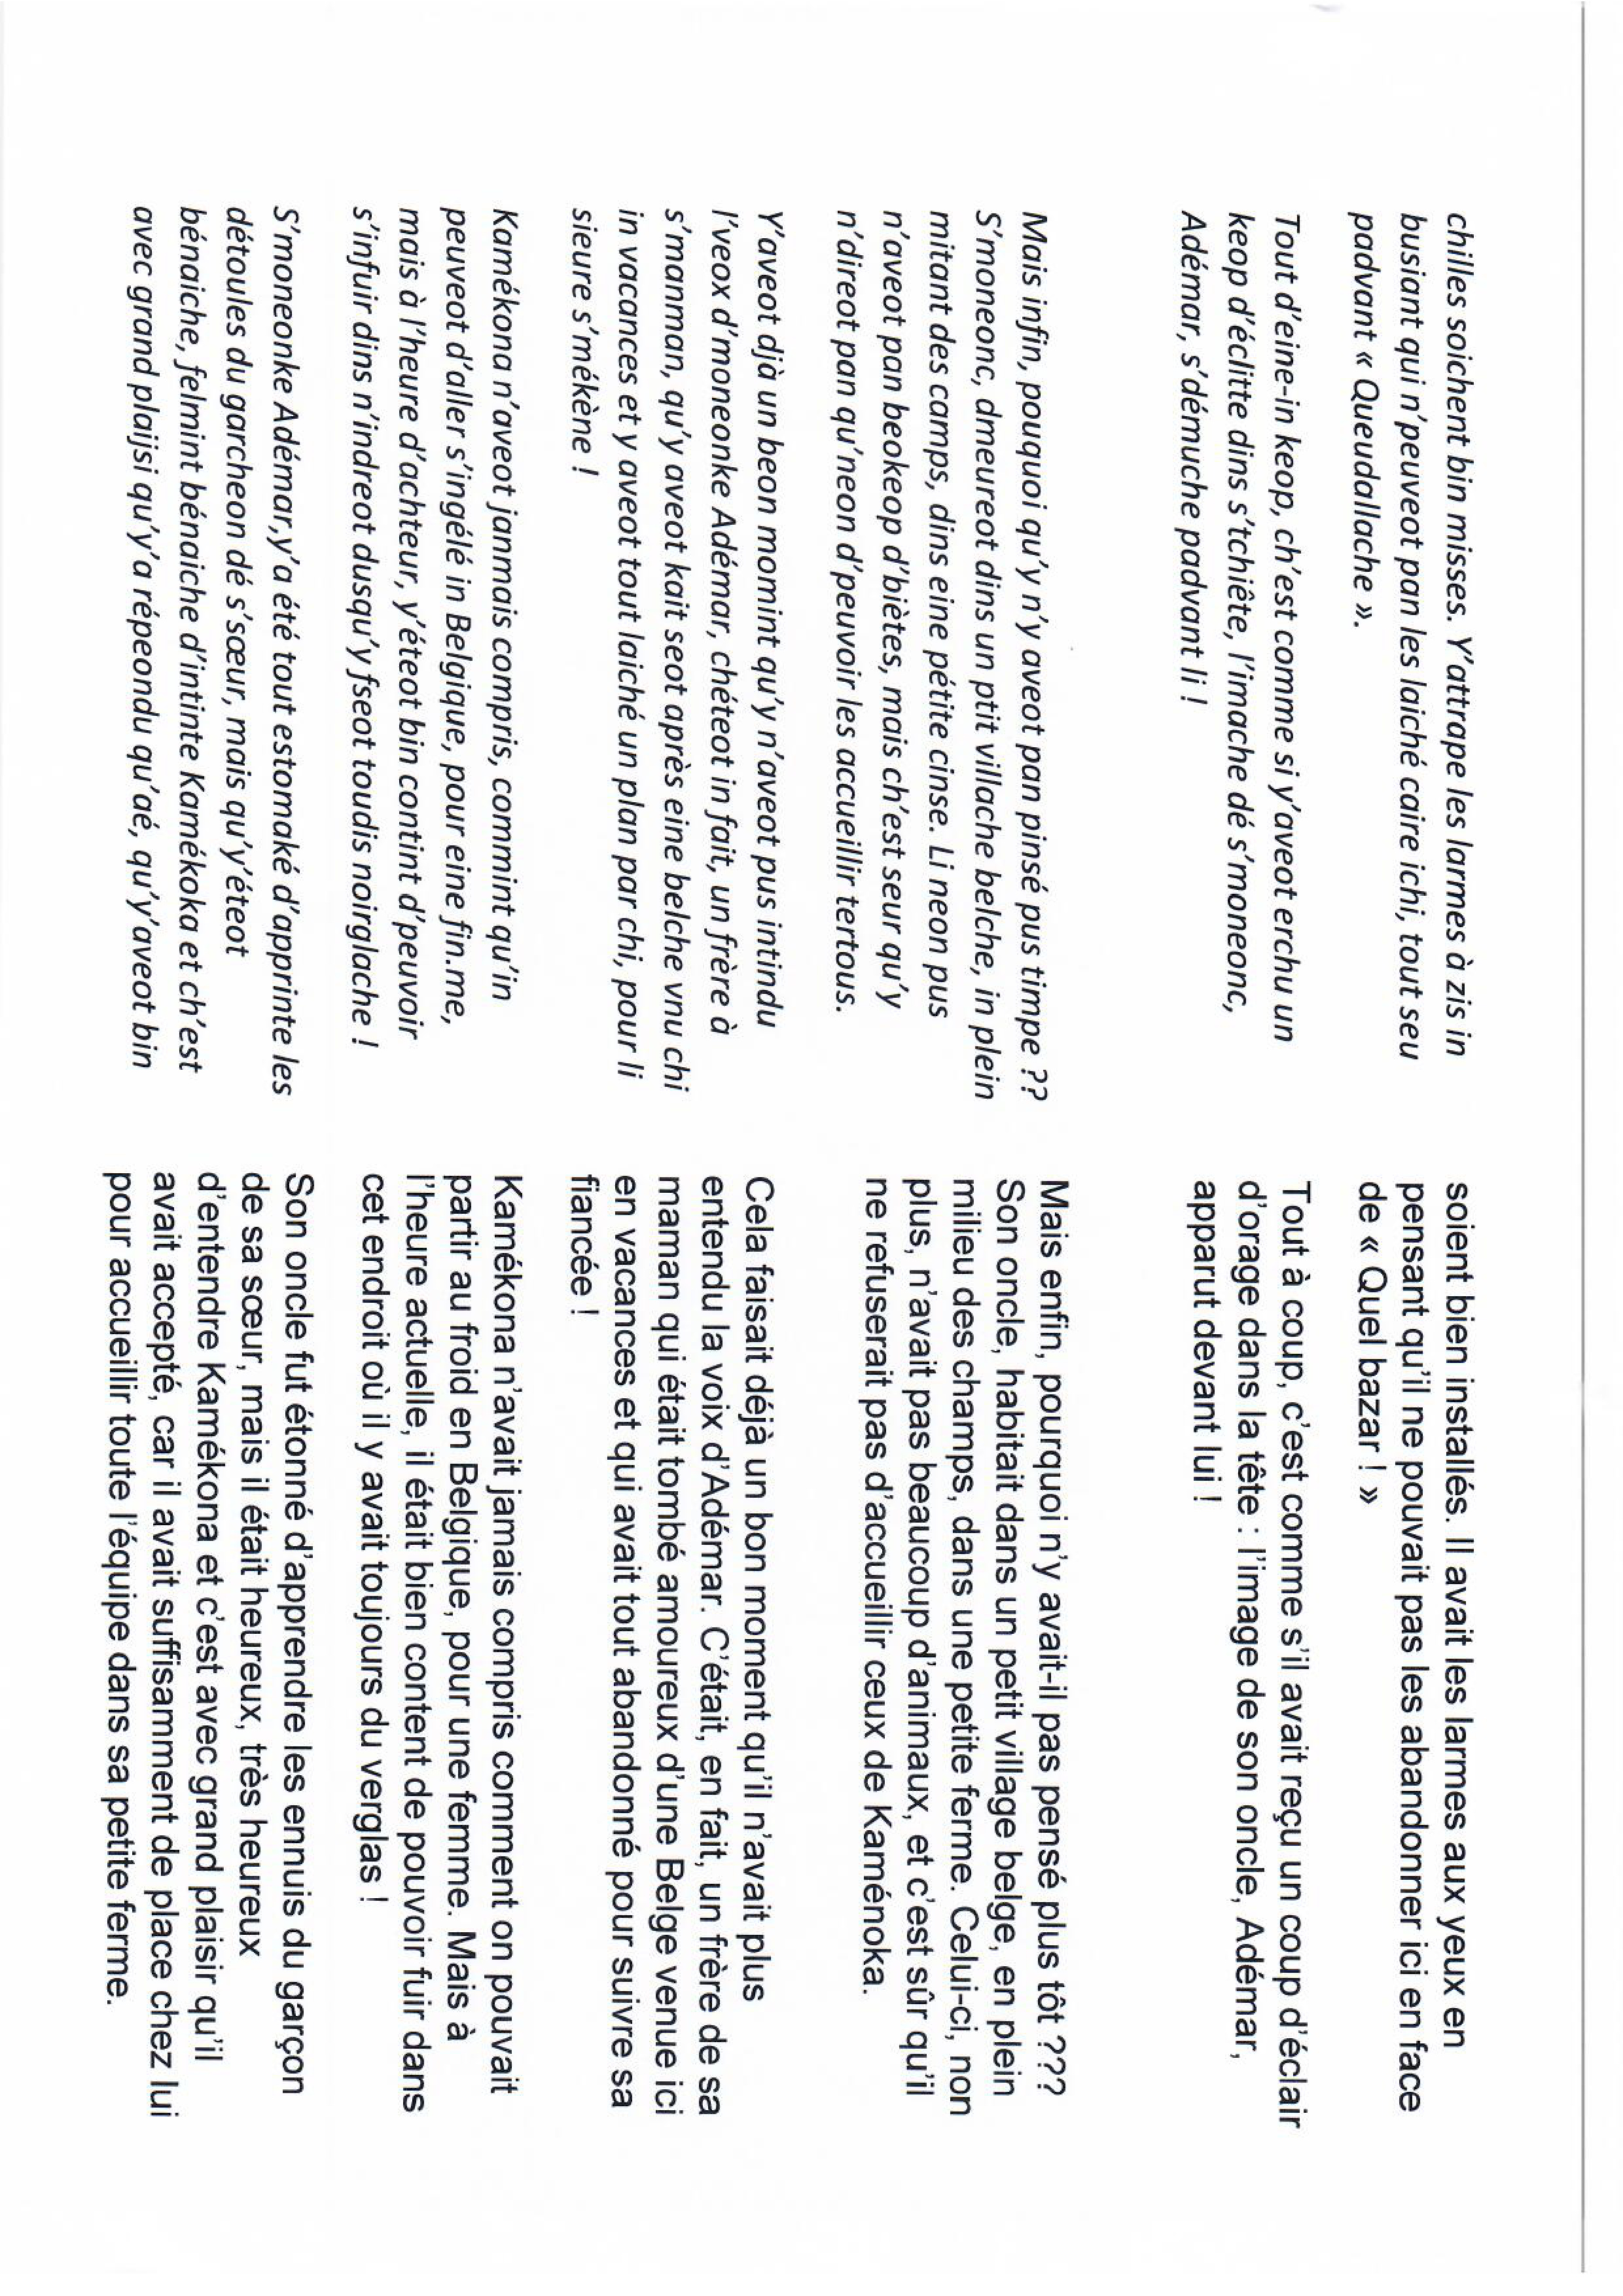 chilles soichent bin misses. Y'attrape les larmes à zis in
busiant qui n'peuveot pan les laiché caire ichi, tout seu
padvant « Queudallache ».
Tout d'eine-in keop, ch'est comme si y'aveot erchu un
keop d'éclitte dins s'tchiête, l'imache dé s'moneonc,
Adémar, s'démuche padvant li !
Mais infin, pouquoi qu'y n'y aveot pan pinsé pus timpe ??
S'moneonc, dmeureot dins un ptit villache belche, in plein
mitant des camps, dins eine pétite cinse. Li neon pus
n'aveot pan beokeop d'biètes, mais ch'est seur qu'y
n'direot pan qu'neon d'peuvoir les accueillir tertous.
Y'aveot djà un beon momint qu'y n'aveot pus intindu
l'veox d'moneonke Adémar, chéteot in fait, un frère à
s'manman, qu'y aveot kait seot après eine belche vnu chi
in vacances et y aveot tout laiché un plan par chi, pour li
sieure s'mékène !
Kamékona n'aveot janmais compris, commint qu'in
peuveot d'aller s'ingélé in Belgique, pour eine fin.me,
mais à l'heure d'achteur, y'éteot bin contint d'peuvoir
s'infuir dins n'indreot dusqu'y fseot toudis noirglache !
S'moneonke Adémar,y'a été tout estomaké d'apprinte les
détoules du garcheon dé s'sœur, mais qu'y'éteot
bénaiche, felmint bénaiche d'intinte Kamékoka et ch'est
avec grand plaijsi qu'y'a répeondu qu'aé, qu'y'aveot bin
soient bien installés. Il avait les larmes aux yeux en
pensant qu'il ne pouvait pas les abandonner ici en face
de « Quel bazar ! »
Tout à coup, c'est comme s'il avait reçu un coup d'éclair
d'orage dans la tête : l'image de son oncle, Adémar,
apparut devant lui !
Mais enfin, pourquoi n'y avait-il pas pensé plus tôt ???
Son oncle, habitait dans un petit village belge, en plein
milieu des champs, dans une petite ferme. Celui-ci, non
plus, n'avait pas beaucoup d'animaux, et c'est sûr qu'il
ne refuserait pas d'accueillir ceux de Kaménoka.
Cela faisait déjà un bon moment qu'il n'avait plus
entendu la voix d'Adémar. C'était, en fait, un frère de sa
maman qui était tombé amoureux d'une Belge venue ici
en vacances et qui avait tout abandonné pour suivre sa
fiancée !
Kamékona n'avait jamais compris comment on pouvait
partir au froid en Belgique, pour une femme. Mais à
l'heure actuelle, il était bien content de pouvoir fuir dans
cet endroit où il y avait toujours du verglas !
Son oncle fut étonné d'apprendre les ennuis du garçon
de sa sœur, mais il était heureux, très heureux
d'entendre Kamékona et c'est avec grand plaisir qu'il
avait accepté, car il avait suffisamment de place chez lui
pour accueillir toute l'équipe dans sa petite ferme.